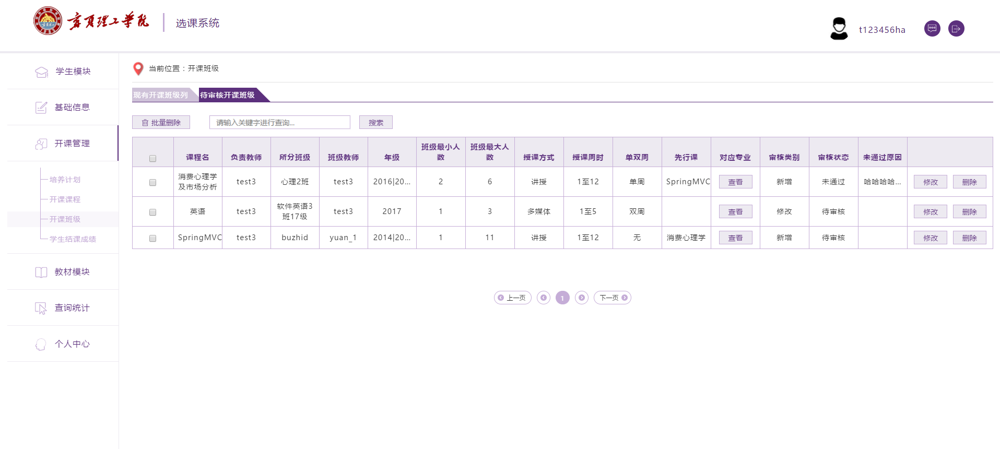 选课系统
t123456ha
学生模块
基础信息
开课管理
培养计划
开课课程
开课班级
学生结课成绩
教材模块
查询统计
个人中心
当前位置：开课班级
现有开课班级列 待审核开课班级
批量删除 请输入关键字进行查询... 搜索
课程名 负责教师 所分班级 班级教师 年级 班级最小人数 班级最大人数 授课方式 授课周时 单双周 先行课 对应专业 审核类别 审核状态 未通过原因
消费心理学及市场分析 test3 心理2班 test3 2016|20... 2 6 讲授 1至12 单周 SpringMVC 查看 新增 未通过 哈哈哈哈... 修改 删除
英语 test3 软件英语3班17级 test3 2017 1 3 多媒体 1至5 双周 查看 修改 待审核 修改 删除
SpringMVC test3 buzhid yuan_1 2014|20... 1 11 讲授 1至12 无 消费心理学 查看 新增 待审核 修改 删除
上一页 1 下一页